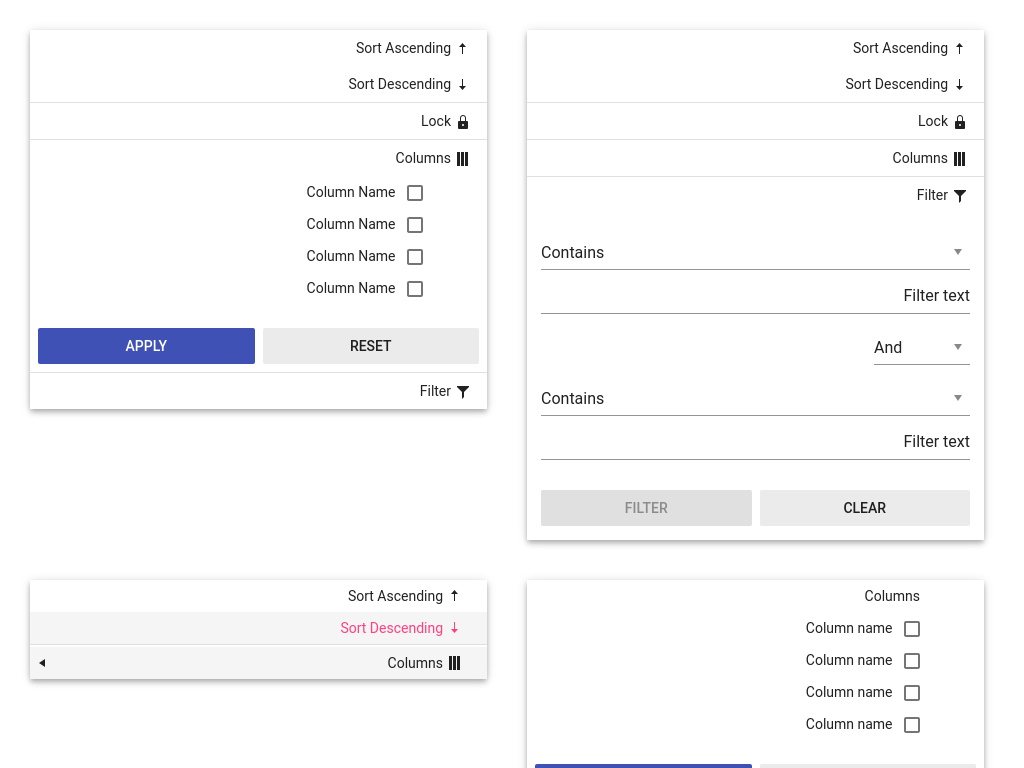 Sort Ascending
Sort Descending
Lock
Columns
Column Name
Column Name
Column Name
Column Name
APPLY RESET
Filter
Sort Ascending
Sort Descending
Lock
Columns
Filter
Contains
Filter text
And
Contains
Filter text
FILTER CLEAR
Sort Ascending
Sort Descending
Columns
Columns
Column name
Column name
Column name
Column name